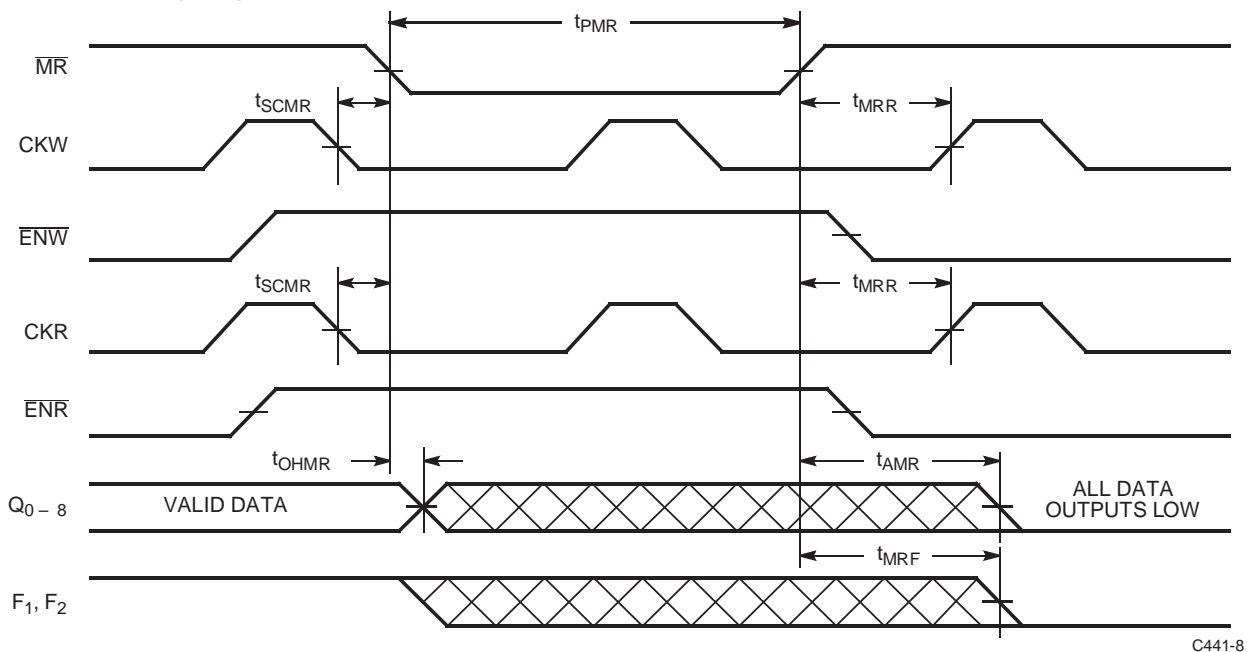 tPMR
MR
tSCMR
tMRR
CKW
ENW
tSCMR
tMRR
CKR
ENR
tOHMR
tAMR
Q0 – 8
VALID DATA
ALL DATA
OUTPUTS LOW
tMRF
F1, F2
C441-8